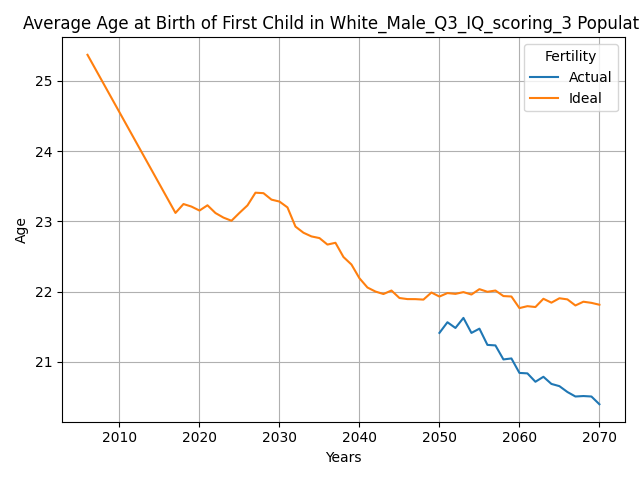 Average Age at Birth of First Child in White_Male_Q3_IQ_scoring_3 Populat
Fertility
Actual
Ideal
Age
25
24
23
22
21
2010 2020 2030 2040 2050 2060 2070
Years